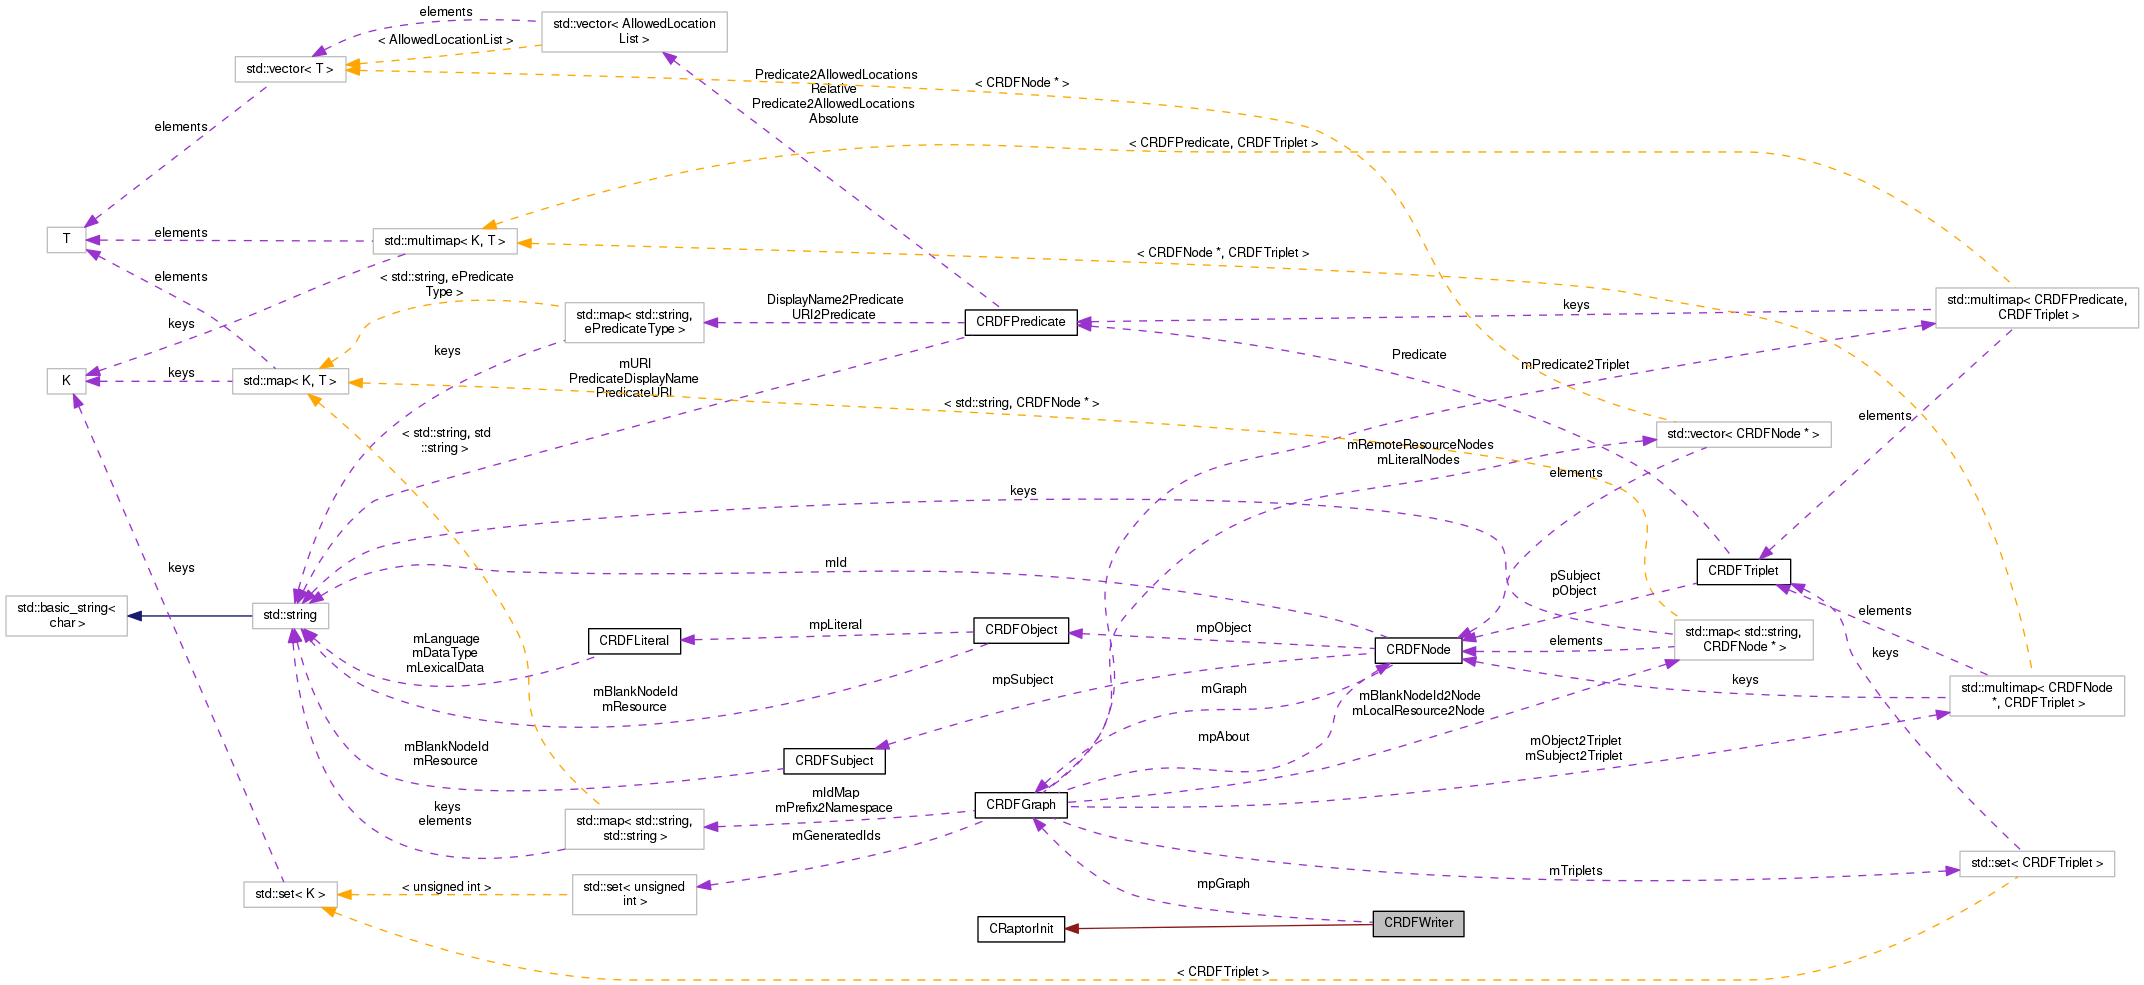 elements
std::vector< AllowedLocation
List >
< AllowedLocationList >
std::vector< T >
Predicate2AllowedLocations
Relative
Predicate2AllowedLocations
Absolute
< CRDFNode * >
elements
< CRDFPredicate, CRDFTriplet >
T
elements
std::multimap< K, T >
< CRDFNode *, CRDFTriplet >
elements
< std::string, ePredicate
Type >
std::multimap< CRDFPredicate,
CRDFTriplet >
keys
DisplayName2Predicate
URI2Predicate
CRDFPredicate
std::map< std::string,
ePredicateType >
keys
keys
Predicate
mPredicate2Triplet
K
keys
std::map< K, T >
mURI
PredicateDisplayName
PredicateURI
< std::string, CRDFNode * >
elements
< std::string, std
::string >
std::vector< CRDFNode * >
mRemoteResourceNodes
mLiteralNodes
elements
keys
keys
mId
CRDFTriplet
pSubject
pObject
std::basic_string<
char >
std::string
mLanguage
mDataType
mLexicalData
CRDFLiteral
mpLiteral
CRDFObject
mpObject
CRDFNode
elements
std::map< std::string,
CRDFNode * >
elements
keys
mBlankNodeId
mResource
mpSubject
mGraph
mBlankNodeId2Node
mLocalResource2Node
keys
std::multimap< CRDFNode
*, CRDFTriplet >
mBlankNodeId
mResource
CRDFSubject
mpAbout
mObject2Triplet
mSubject2Triplet
keys
elements
std::map< std::string,
std::string >
mIdMap
mPrefix2Namespace
CRDFGraph
mGeneratedIds
std::set< K >
< unsigned int >
std::set< unsigned
int >
mpGraph
mTriplets
std::set< CRDFTriplet >
CRaptorInit
CRDFWriter
< CRDFTriplet >